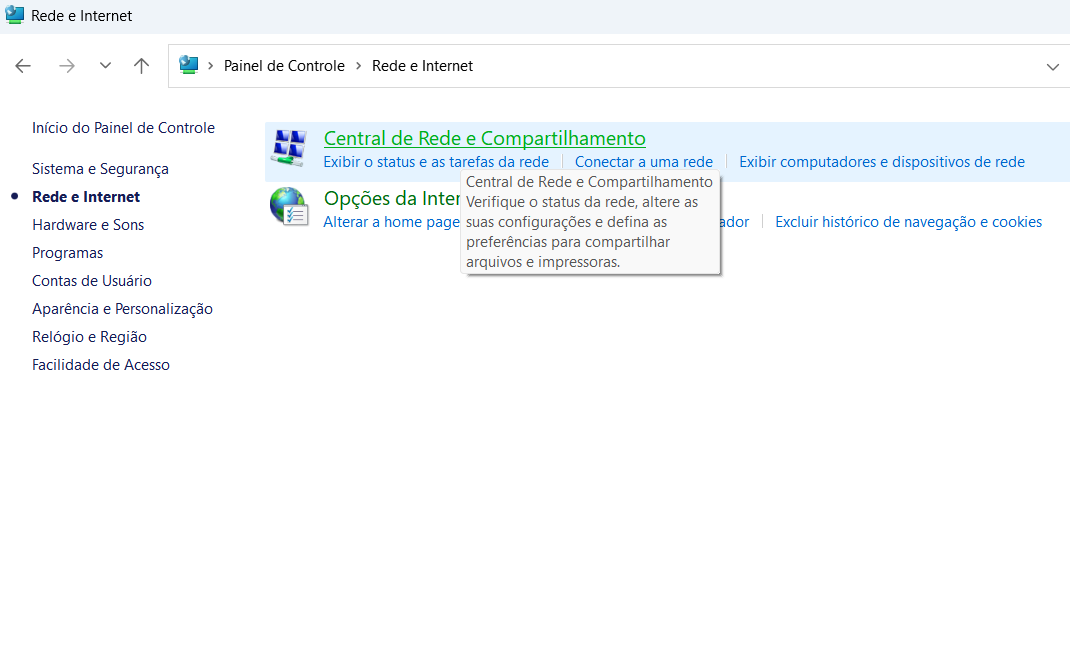 Rede e Internet
Painel de Controle > Rede e Internet
Início do Painel de Controle
Sistema e Segurança
Rede e Internet
Hardware e Sons
Programas
Contas de Usuário
Aparência e Personalização
Relógio e Região
Facilidade de Acesso
Central de Rede e Compartilhamento
Exibir o status e as tarefas da rede | Conectar a uma rede | Exibir computadores e dispositivos de rede
Opções da Inter
Alterar a home page ador | Excluir histórico de navegação e cookies
Central de Rede e Compartilhamento
Verifique o status da rede, altere as
suas configurações e defina as
preferências para compartilhar
arquivos e impressoras.